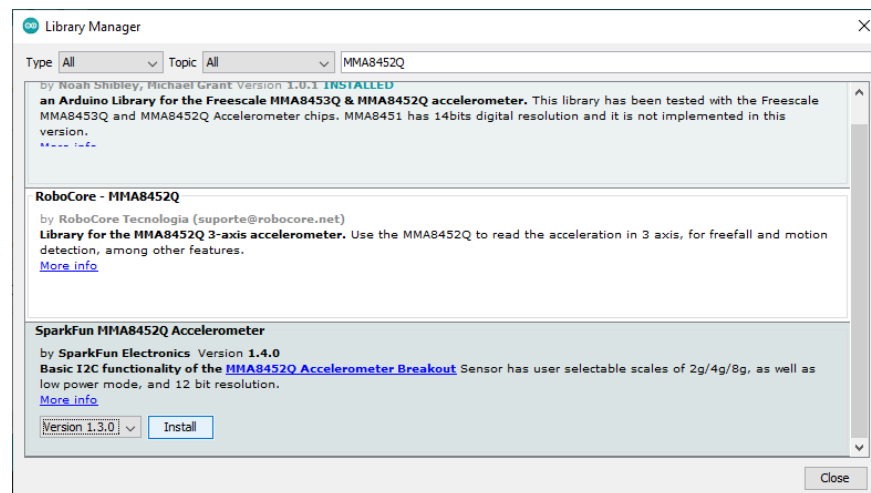 Library Manager
Type All Topic All MMA8452Q
by Noah Shibley, Michael Grant Version 1.0.1 INSTALLED
an Arduino Library for the Freescale MMA8453Q & MMA8452Q accelerometer. This library has been tested with the Freescale
MMA8453Q and MMA8452Q Accelerometer chips. MMA8451 has 14bits digital resolution and it is not implemented in this
version.
More info
RoboCore - MMA8452Q
by RoboCore Tecnologia (suporte@robocore.net)
Library for the MMA8452Q 3-axis accelerometer. Use the MMA8452Q to read the acceleration in 3 axis, for freefall and motion
detection, among other features.
More info
SparkFun MMA8452Q Accelerometer
by SparkFun Electronics Version 1.4.0
Basic I2C functionality of the MMA8452Q Accelerometer Breakout Sensor has user selectable scales of 2g/4g/8g, as well as
low power mode, and 12 bit resolution.
More info
Version 1.3.0 Install
Close